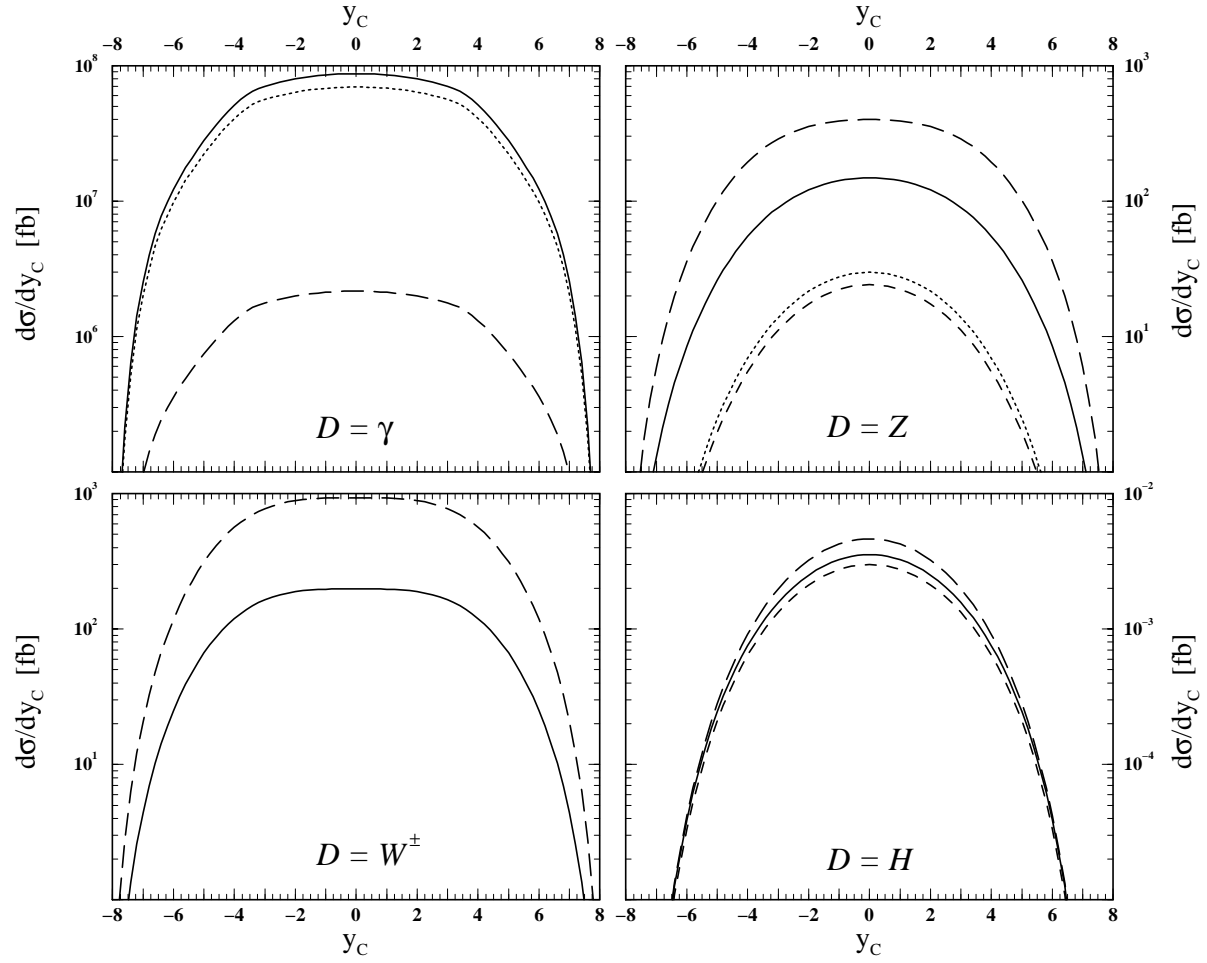 y_C y_C
−8 −6 −4 −2 0 2 4 6 8 −8 −6 −4 −2 0 2 4 6 8
10^8 10^3
10^7 10^2
10^6 10^1
dσ/dy_C [fb] dσ/dy_C [fb]
D = γ D = Z
10^3 10^−2
10^2 10^−3
10^1 10^−4
dσ/dy_C [fb] dσ/dy_C [fb]
D = W^± D = H
−8 −6 −4 −2 0 2 4 6 8 −8 −6 −4 −2 0 2 4 6 8
y_C y_C